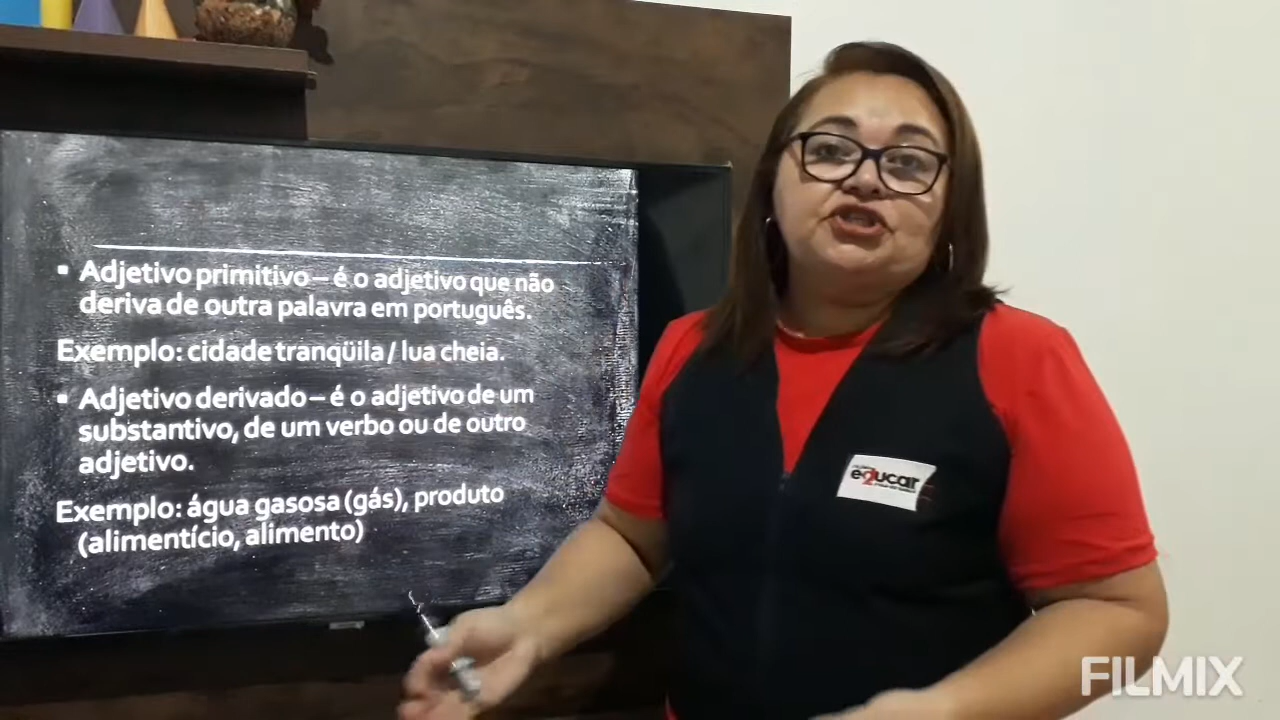 ▪ Adjetivo primitivo – é o adjetivo que não
deriva de outra palavra em português.
Exemplo: cidade tranqüila / lua cheia.
▪ Adjetivo derivado – é o adjetivo de um
substantivo, de um verbo ou de outro
adjetivo.
Exemplo: água gasosa (gás), produto
(alimentício, alimento)
educar
FILMIX